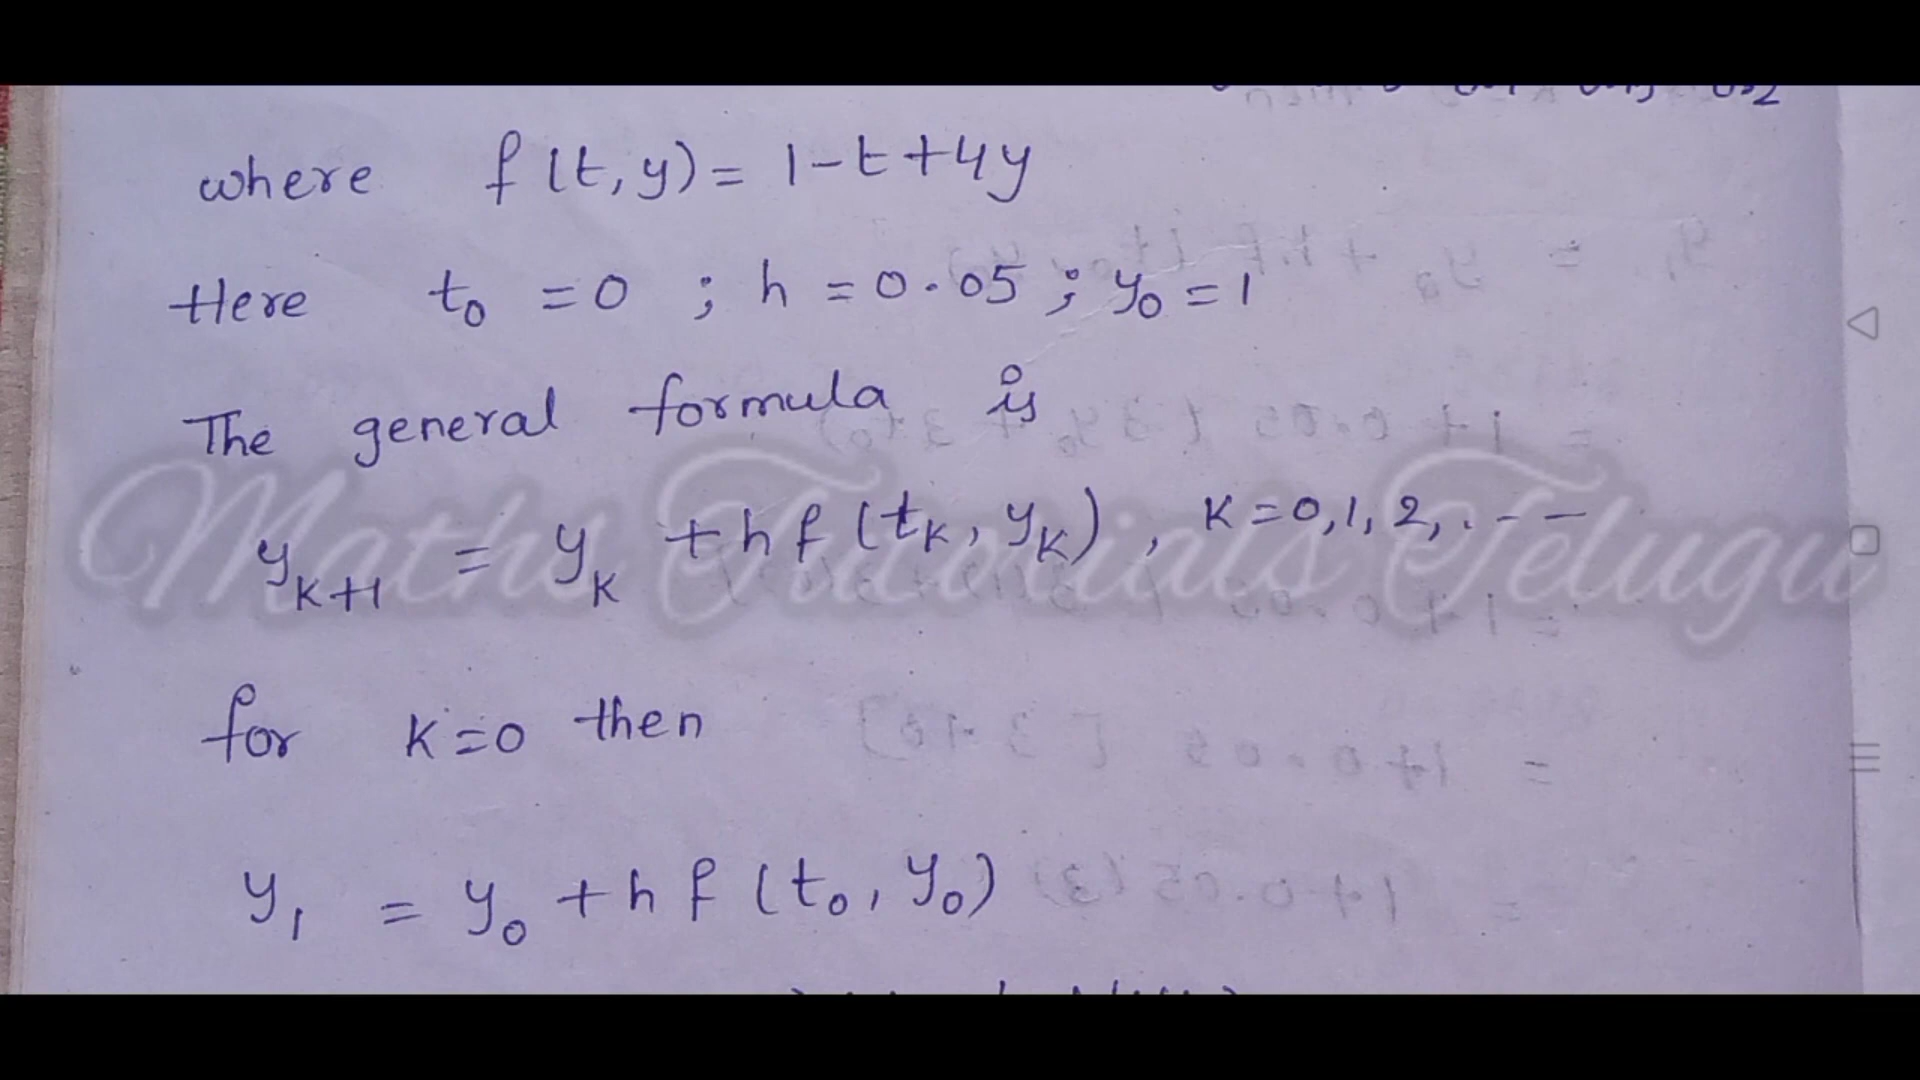 where f(t,y) = 1-t+4y
Here t₀ = 0 ; h = 0.05 ; y₀ = 1
The general formula is
y_{K+1} = y_K + h f (t_K, y_K) , K = 0,1,2,.--
Maths Tutorials Telugu
for K=0 then
y₁ = y₀ + h f (t₀, y₀)